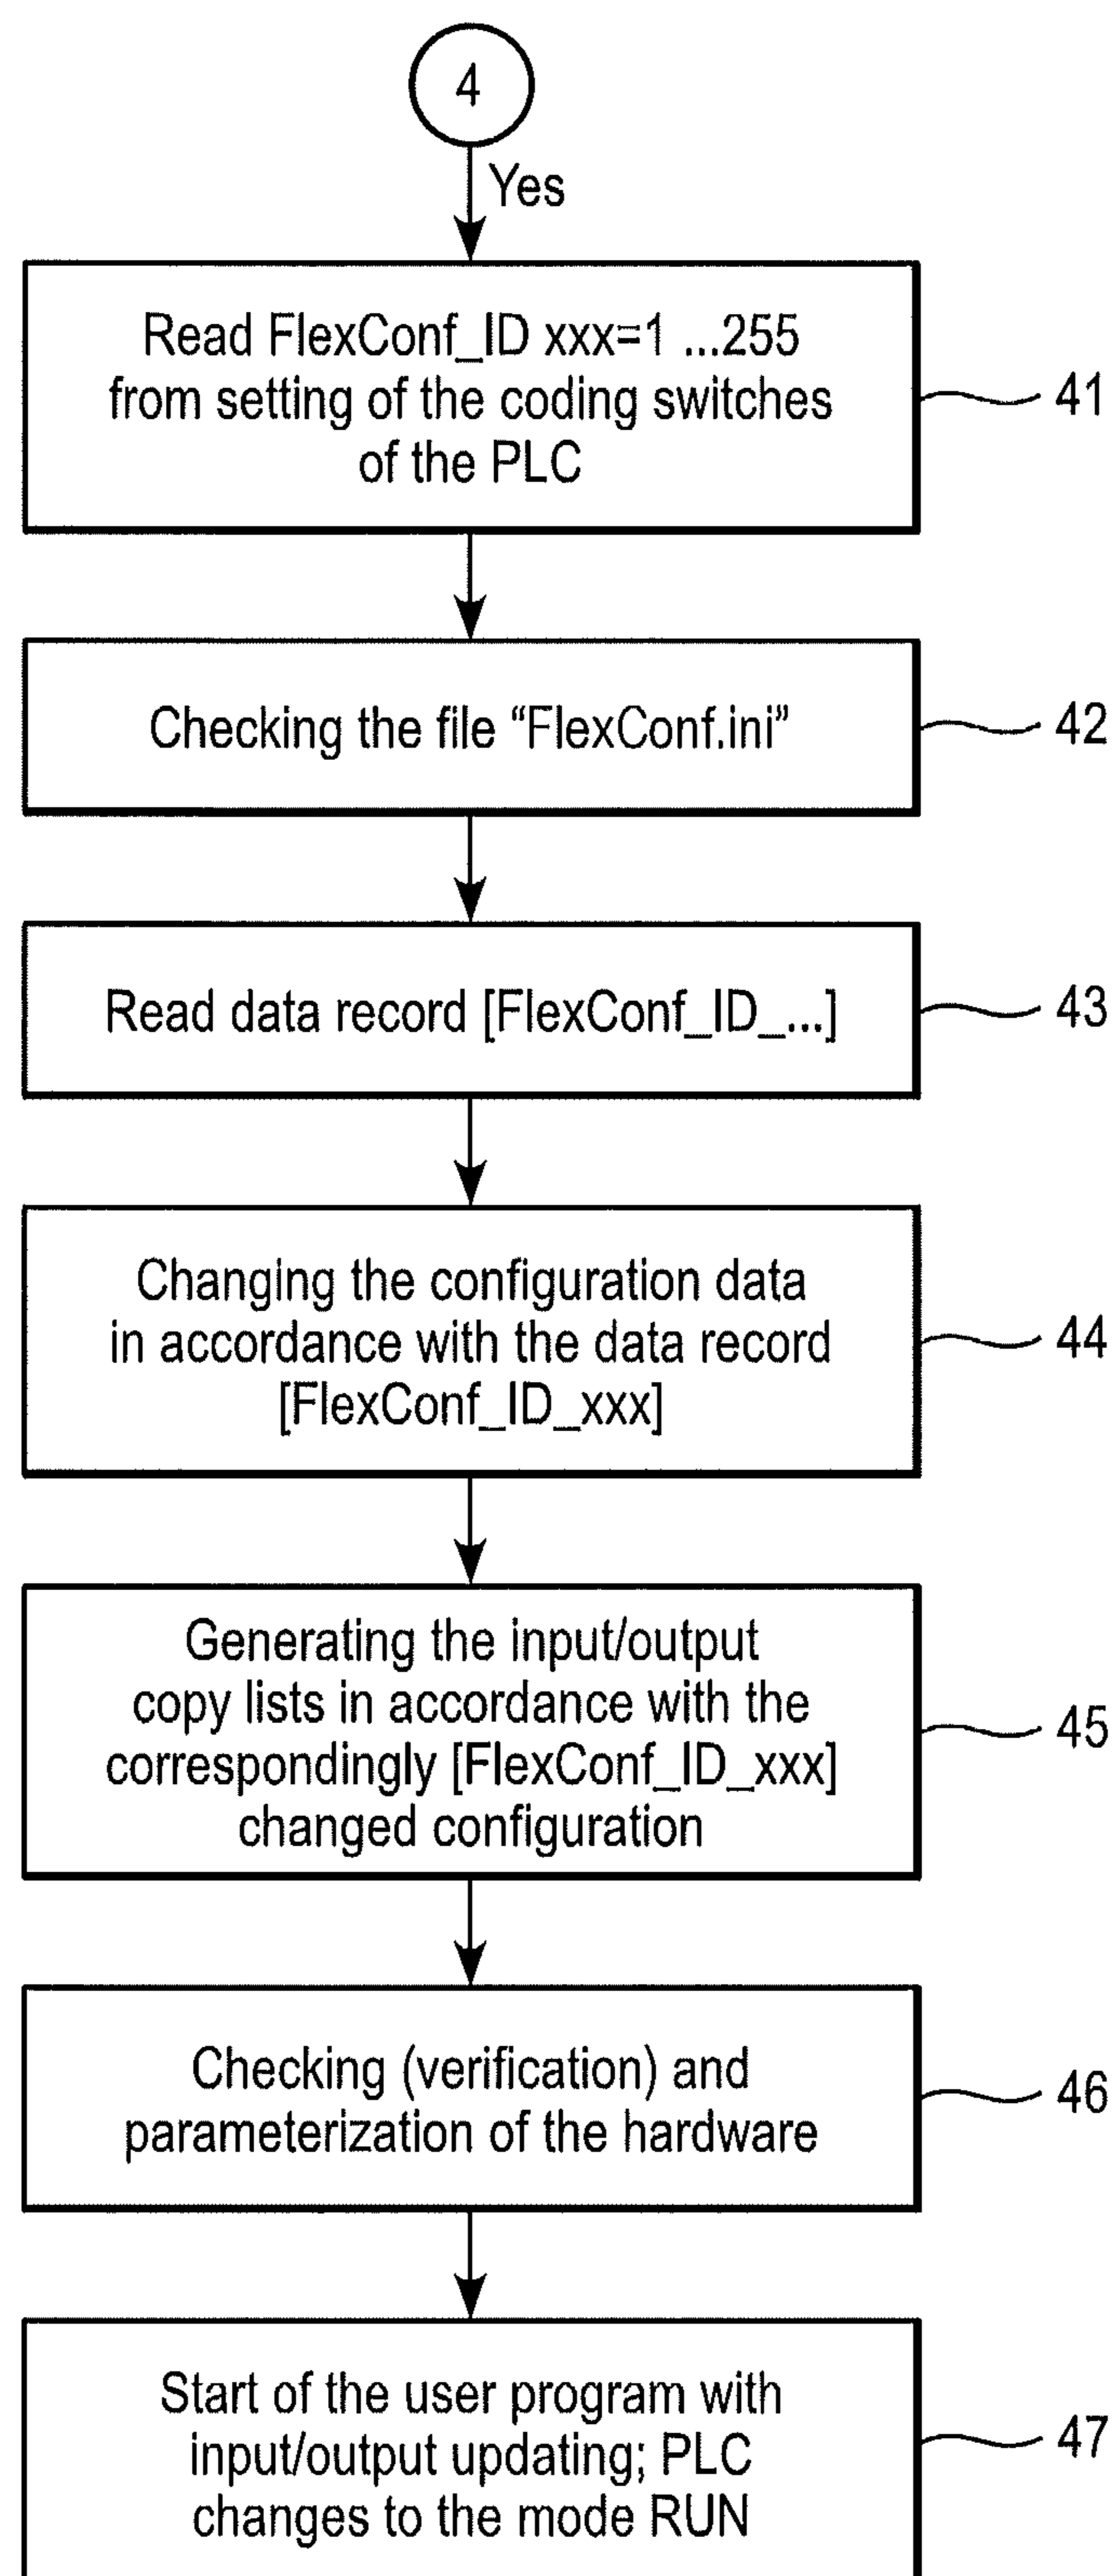 4
Yes
Read FlexConf_ID xxx=1 ...255
from setting of the coding switches
of the PLC
41
Checking the file “FlexConf.ini”
42
Read data record [FlexConf_ID_...]
43
Changing the configuration data
in accordance with the data record
[FlexConf_ID_xxx]
44
Generating the input/output
copy lists in accordance with the
correspondingly [FlexConf_ID_xxx]
changed configuration
45
Checking (verification) and
parameterization of the hardware
46
Start of the user program with
input/output updating; PLC
changes to the mode RUN
47